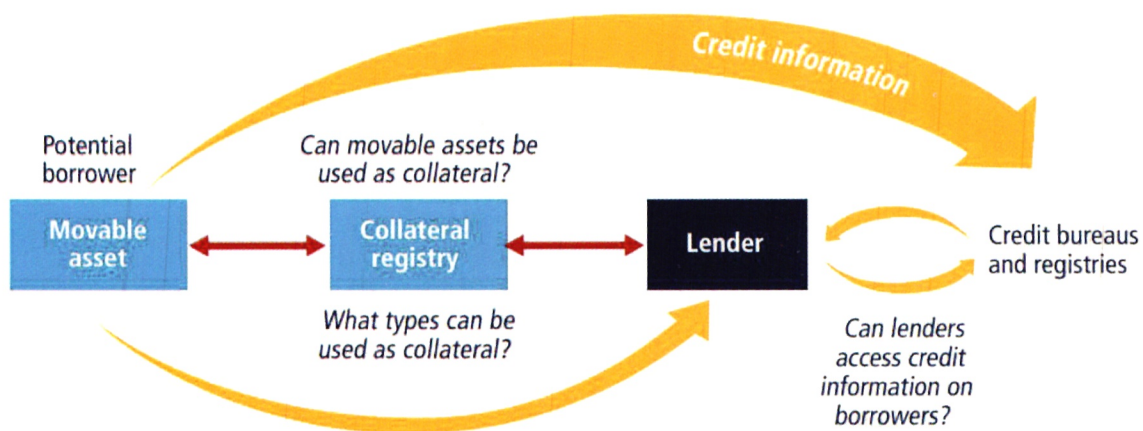 Credit information
Potential
borrower
Can movable assets be
used as collateral?
Movable
asset
Collateral
registry
Lender
Credit bureaus
and registries
What types can be
used as collateral?
Can lenders
access credit
information on
borrowers?